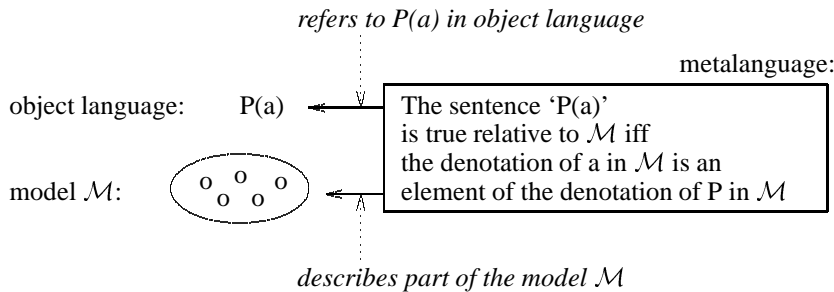 refers to P(a) in object language
metalanguage:
object language: P(a)
The sentence ‘P(a)’
is true relative to ℳ iff
the denotation of a in ℳ is an
element of the denotation of P in ℳ
model ℳ:
o o o o o
describes part of the model ℳ